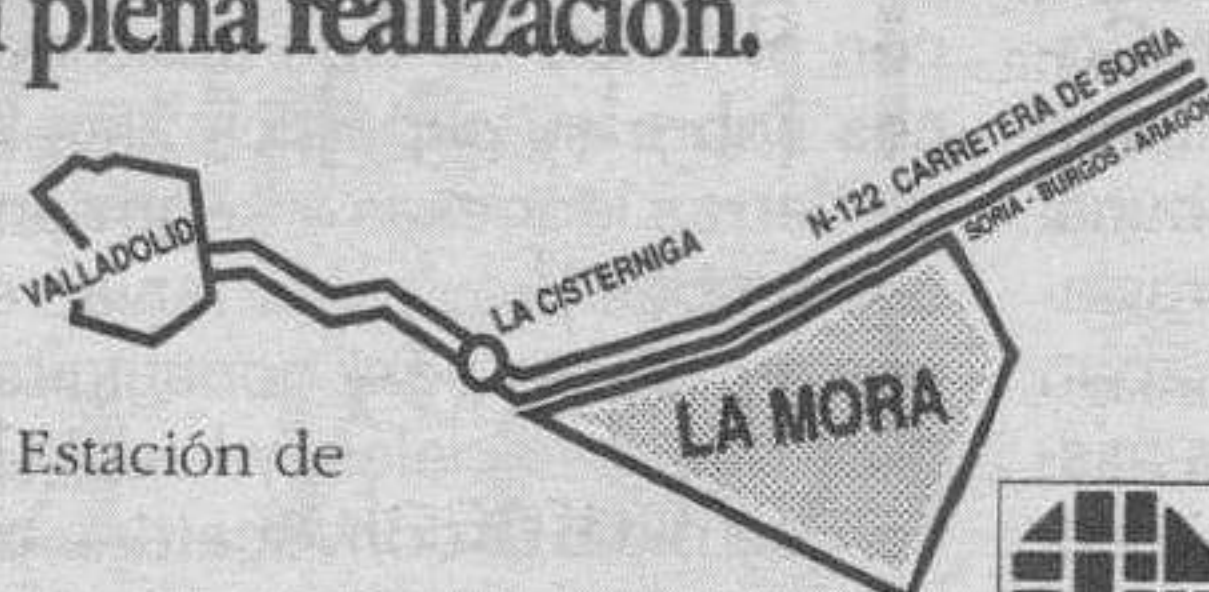 plena realización.
N-122 CARRETERA DE SORIA
SORIA - BURGOS - ARAGON
VALLADOLID
LA CISTERNIGA
LA MORA
Estación de